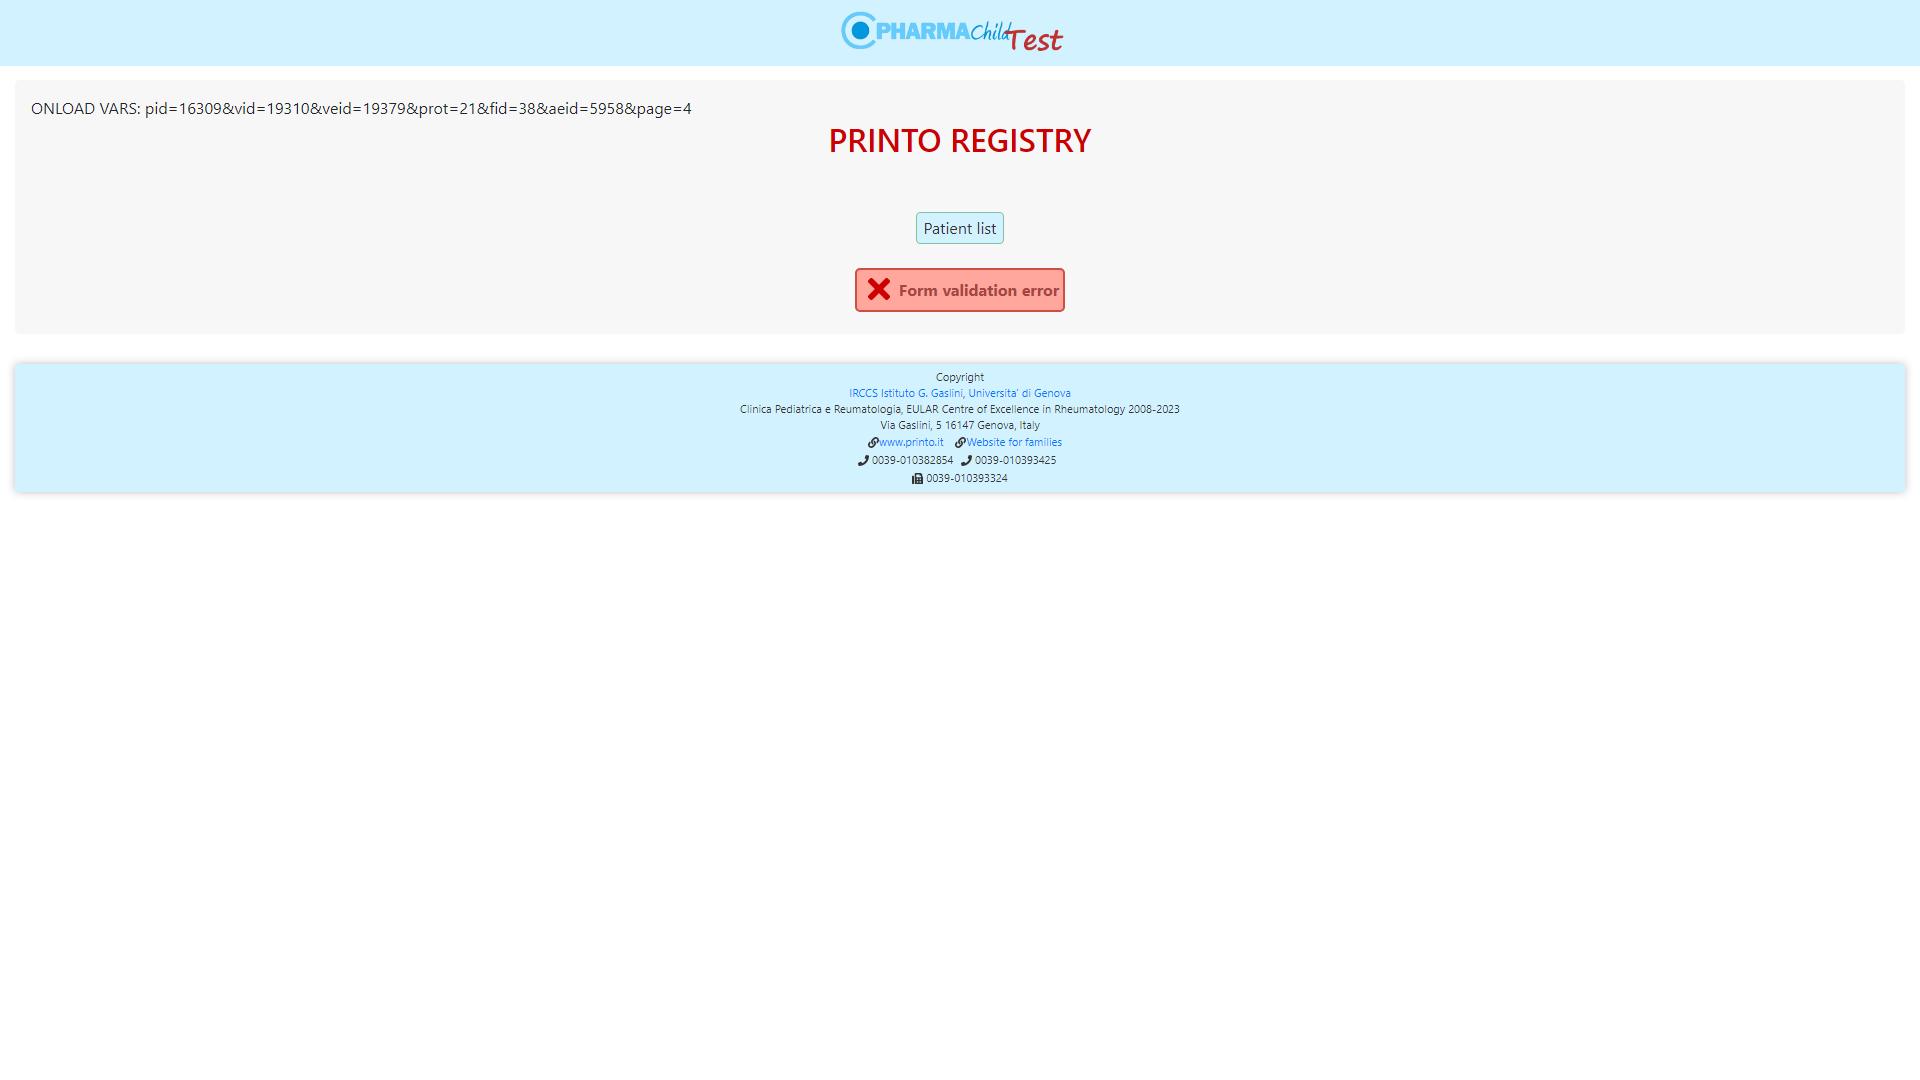 PHARMAChild Test
ONLOAD VARS: pid=16309&vid=19310&veid=19379&prot=21&fid=38&aeid=5958&page=4
PRINTO REGISTRY
Patient list
Form validation error
Copyright
IRCCS Istituto G. Gaslini, Universita' di Genova
Clinica Pediatrica e Reumatologia, EULAR Centre of Excellence in Rheumatology 2008-2023
Via Gaslini, 5 16147 Genova, Italy
www.printo.it Website for families
0039-010382854 0039-010393425
0039-010393324